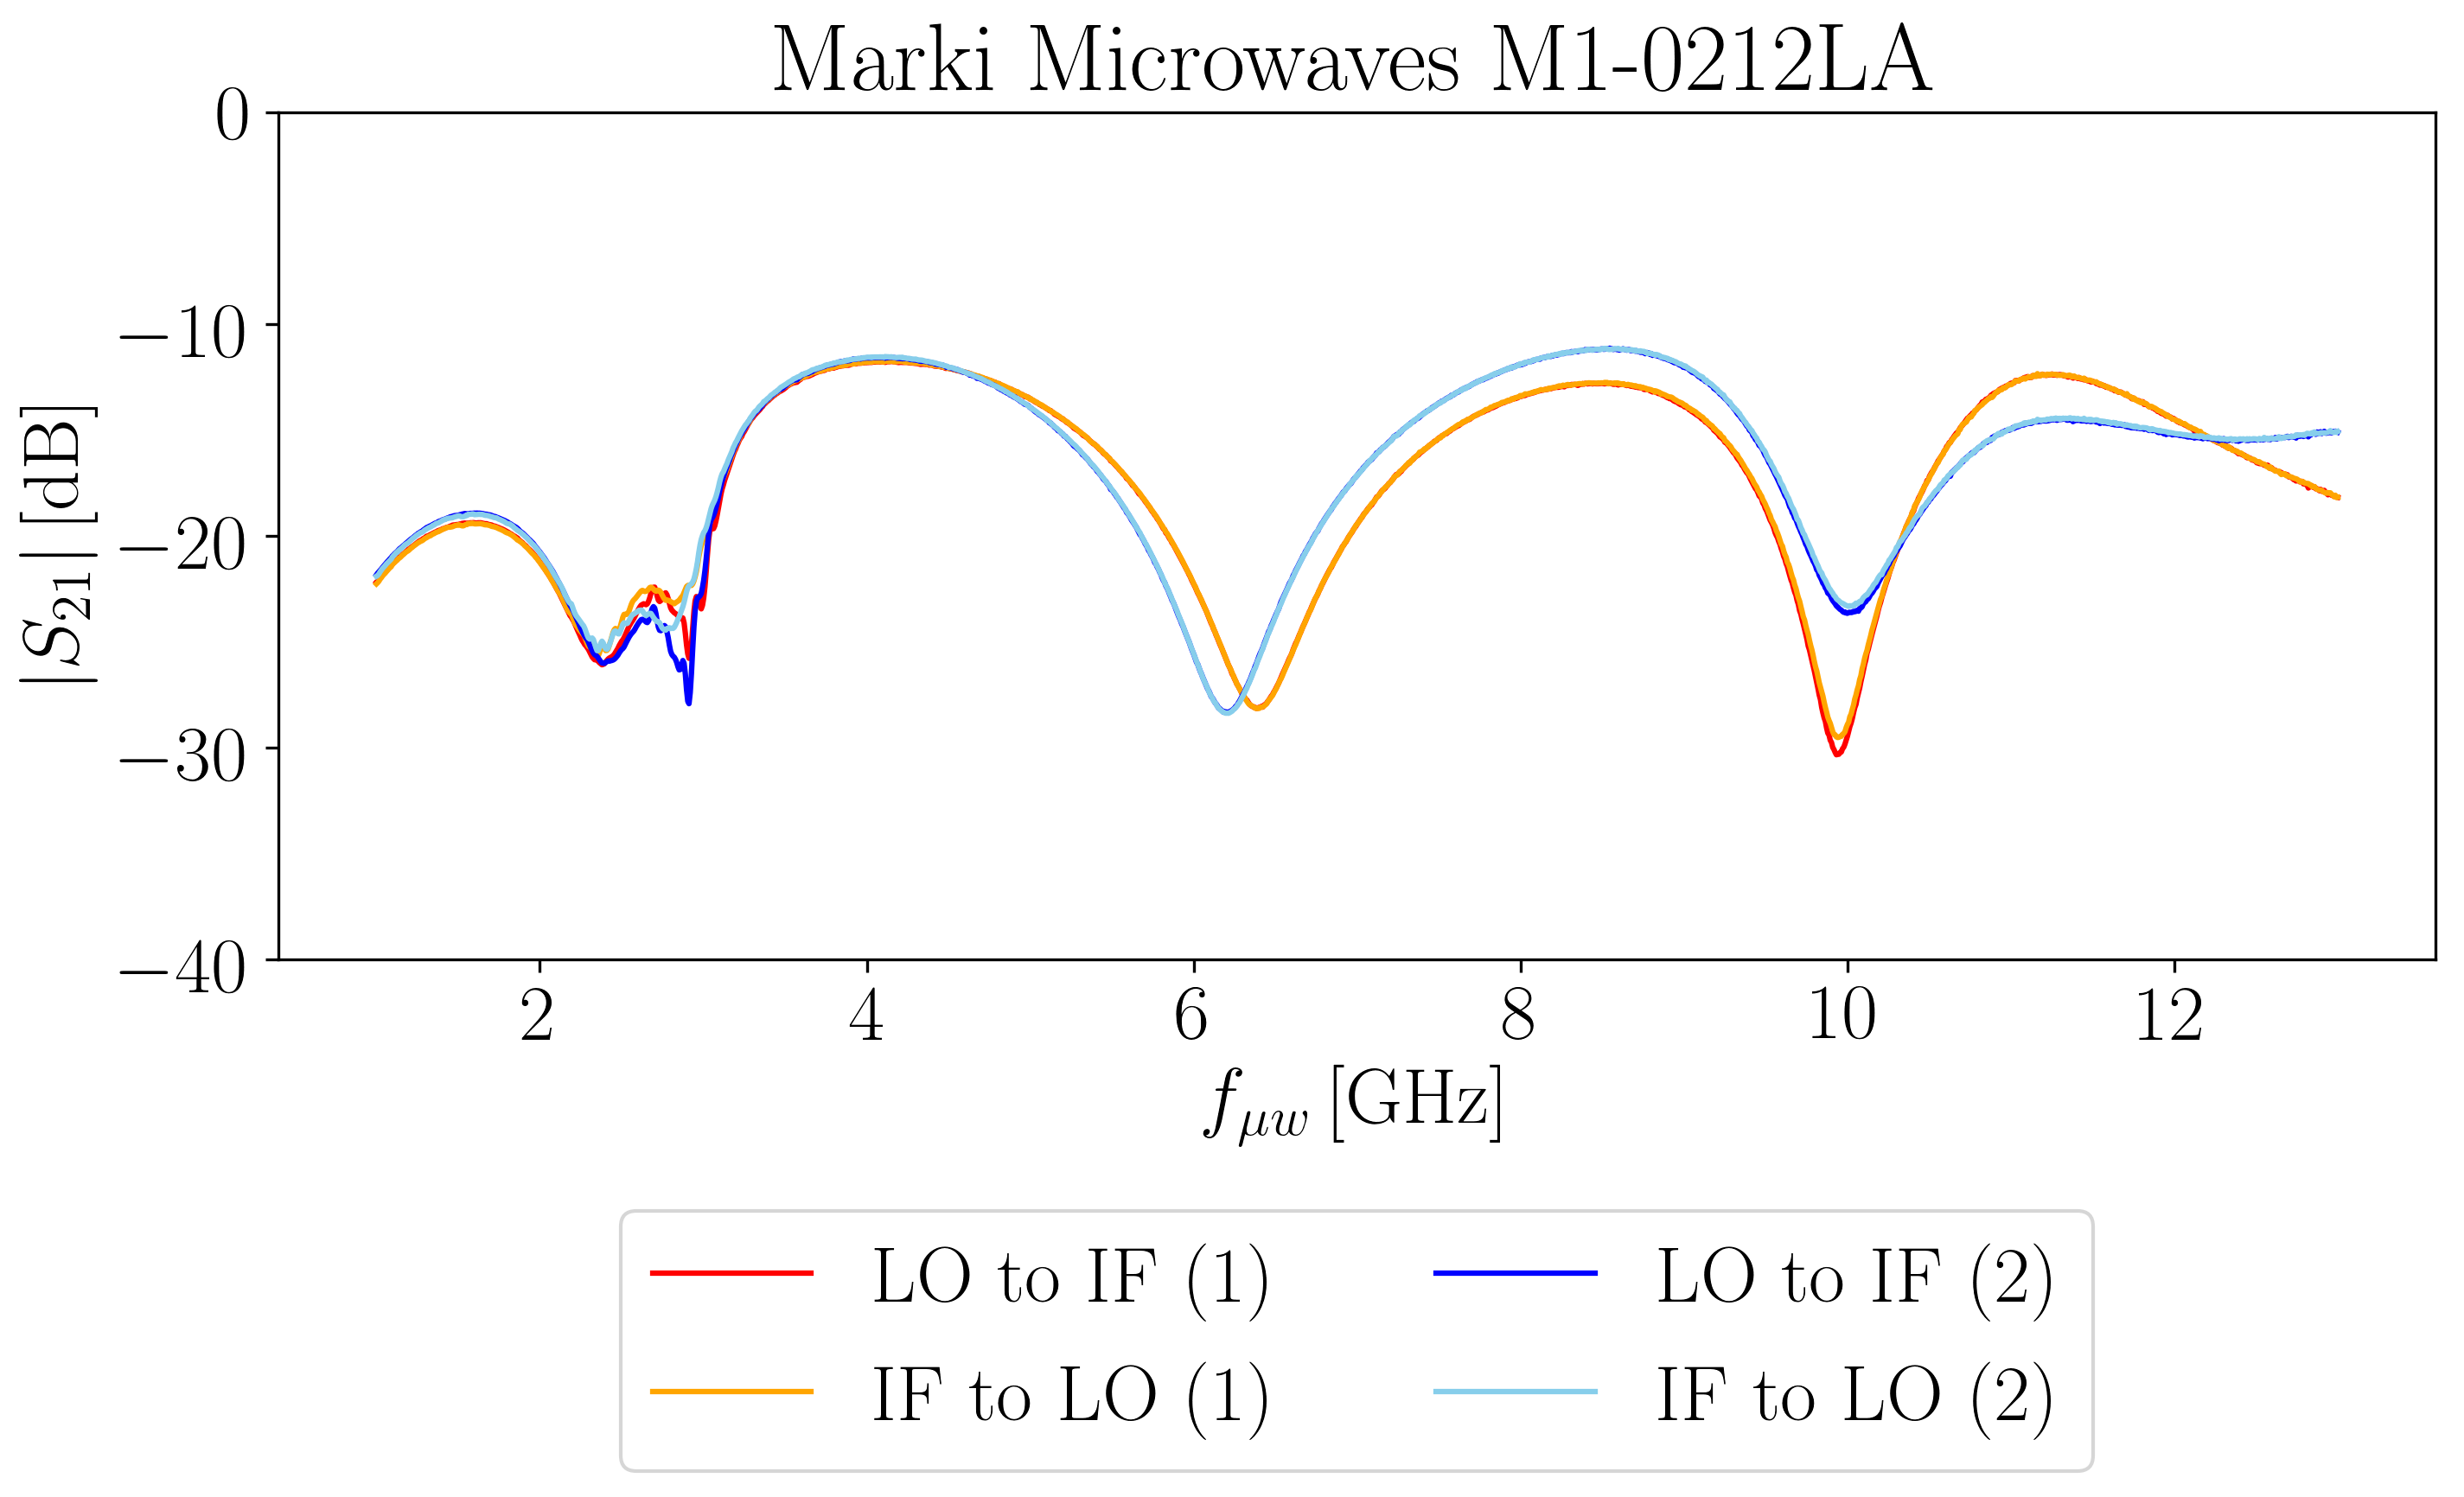 Marki Microwaves M1-0212LA
|S21| [dB]
0
−10
−20
−30
−40
2 4 6 8 10 12
fμw [GHz]
LO to IF (1) LO to IF (2)
IF to LO (1) IF to LO (2)